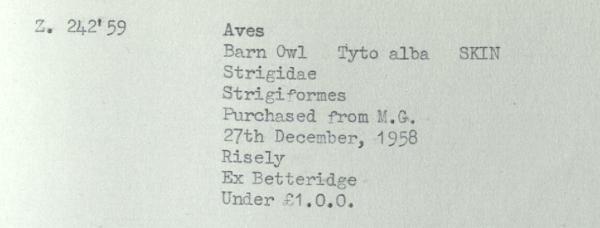 Z. 242'59 Aves
Barn Owl Tyto alba SKIN
Strigidae
Strigiformes
Purchased from M.G.
27th December, 1958
Risely
Ex Betteridge
Under £1.0.0.